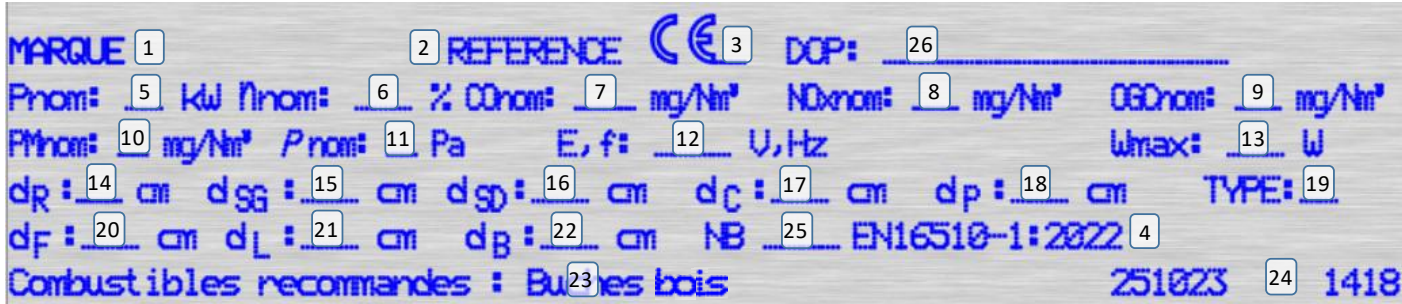 MARQUE 1 2 REFERENCE CE 3 DOP: 26
Pnom: 5 kW ηnom: 6 % COnom: 7 mg/Nm³ NOxnom: 8 mg/Nm³ OGCnom: 9 mg/Nm³
PMnom: 10 mg/Nm³ Pnom: 11 Pa E,f: 12 V,Hz Wmax: 13 W
dR: 14 cm dSG: 15 cm dSD: 16 cm dC: 17 cm dP: 18 cm TYPE: 19
dF: 20 cm dL: 21 cm dB: 22 cm NB 25 EN16510-1:2022 4
Combustibles recommandes : Buches 23 bois 251023 24 1418